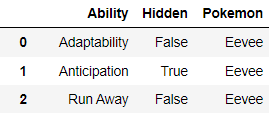 Ability Hidden Pokemon
0 Adaptability False Eevee
1 Anticipation True Eevee
2 Run Away False Eevee